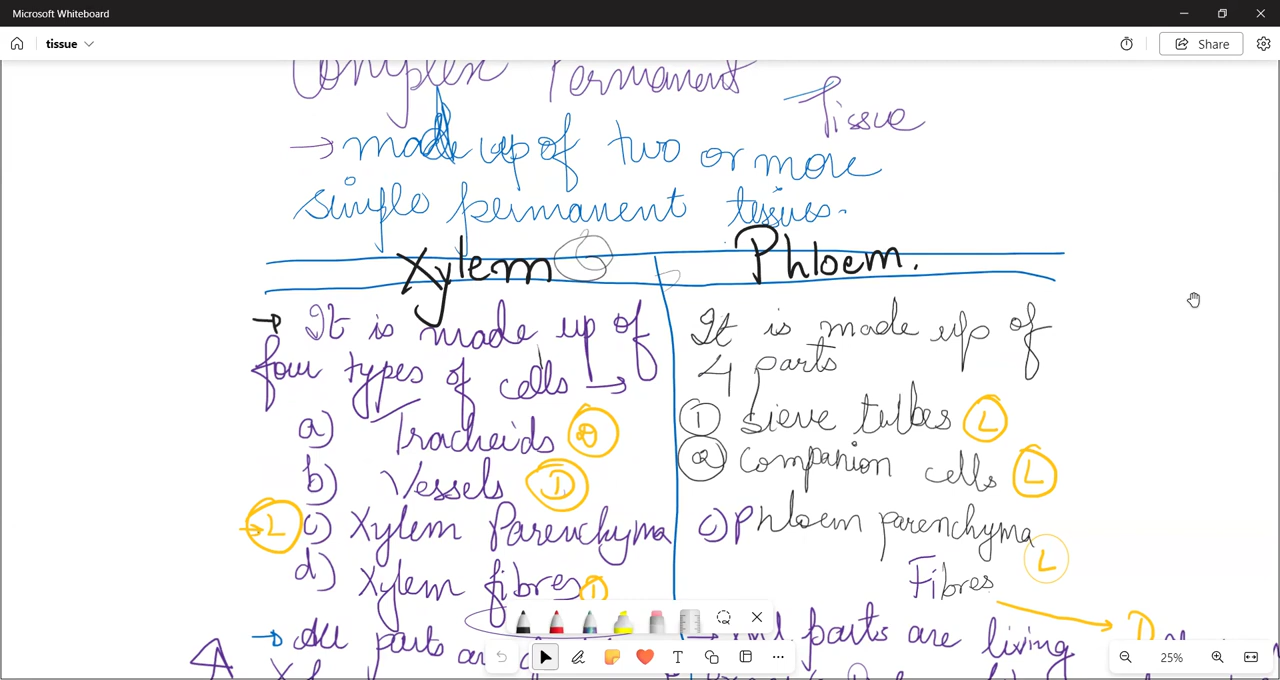 Microsoft Whiteboard
tissue
Share
Complex Permanent Tissue
→ made up of two or more
simple permanent tissues.
Xylem
Phloem.
→ It is made up of
four types of cells →
a) Tracheids D
b) Vessels D
→ L c) Xylem Parenchyma
d) Xylem fibres D
→ All parts are
Xyl
It is made up of
4 parts
① Sieve tubes L
② Companion cells L
c) Phloem parenchyma L
Fibres → D
→ All parts are living
25%